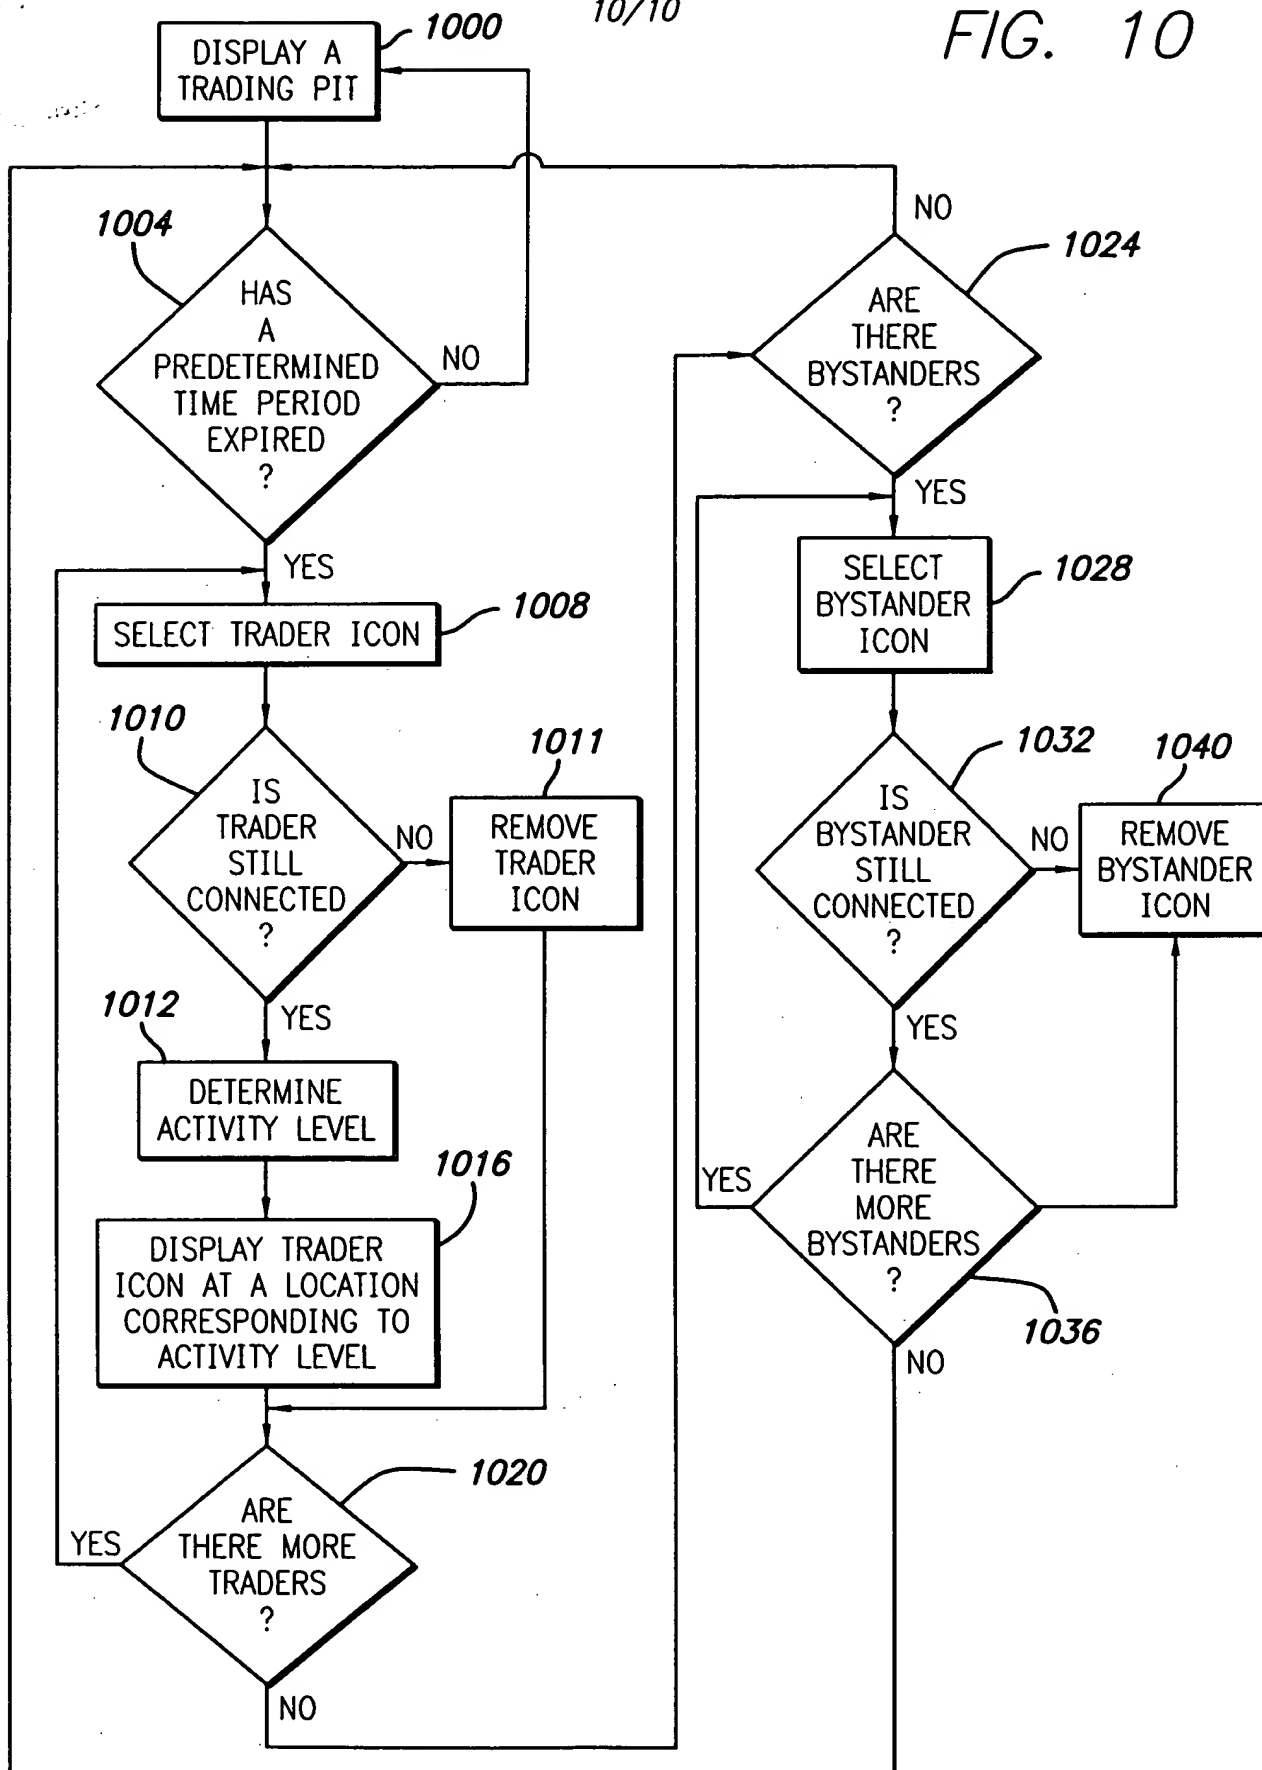 10/10
FIG. 10
1000
DISPLAY A
TRADING PIT
1004
HAS
A
PREDETERMINED
TIME PERIOD
EXPIRED
?
NO
YES
1008
SELECT TRADER ICON
1010
IS
TRADER
STILL
CONNECTED
?
NO
1011
REMOVE
TRADER
ICON
YES
1012
DETERMINE
ACTIVITY LEVEL
1016
DISPLAY TRADER
ICON AT A LOCATION
CORRESPONDING TO
ACTIVITY LEVEL
1020
ARE
THERE MORE
TRADERS
?
YES
NO
NO
1024
ARE
THERE
BYSTANDERS
?
YES
1028
SELECT
BYSTANDER
ICON
1032
IS
BYSTANDER
STILL
CONNECTED
?
NO
1040
REMOVE
BYSTANDER
ICON
YES
ARE
THERE
MORE
BYSTANDERS
?
YES
1036
NO